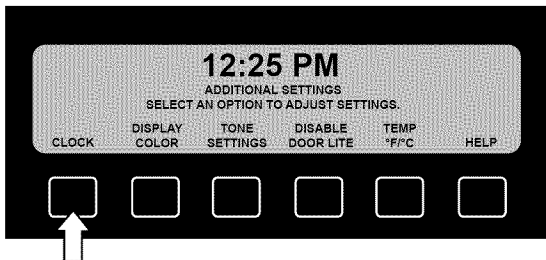 12:25 PM
ADDITIONAL SETTINGS
SELECT AN OPTION TO ADJUST SETTINGS.
CLOCK
DISPLAY COLOR
TONE SETTINGS
DISABLE DOOR LITE
TEMP °F/°C
HELP